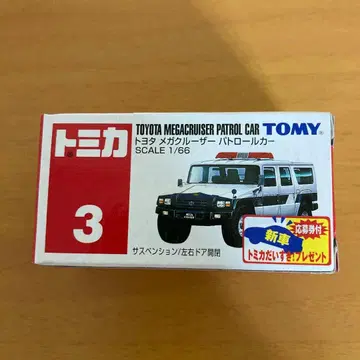 トミカ
3
TOYOTA MEGACRUISER PATROL CAR TOMY
トヨタ メガクルーザー パトロールカー
SCALE 1/66
サスペンション/左右ドア開閉
応募券付
新車
トミカだいすき!プレゼント